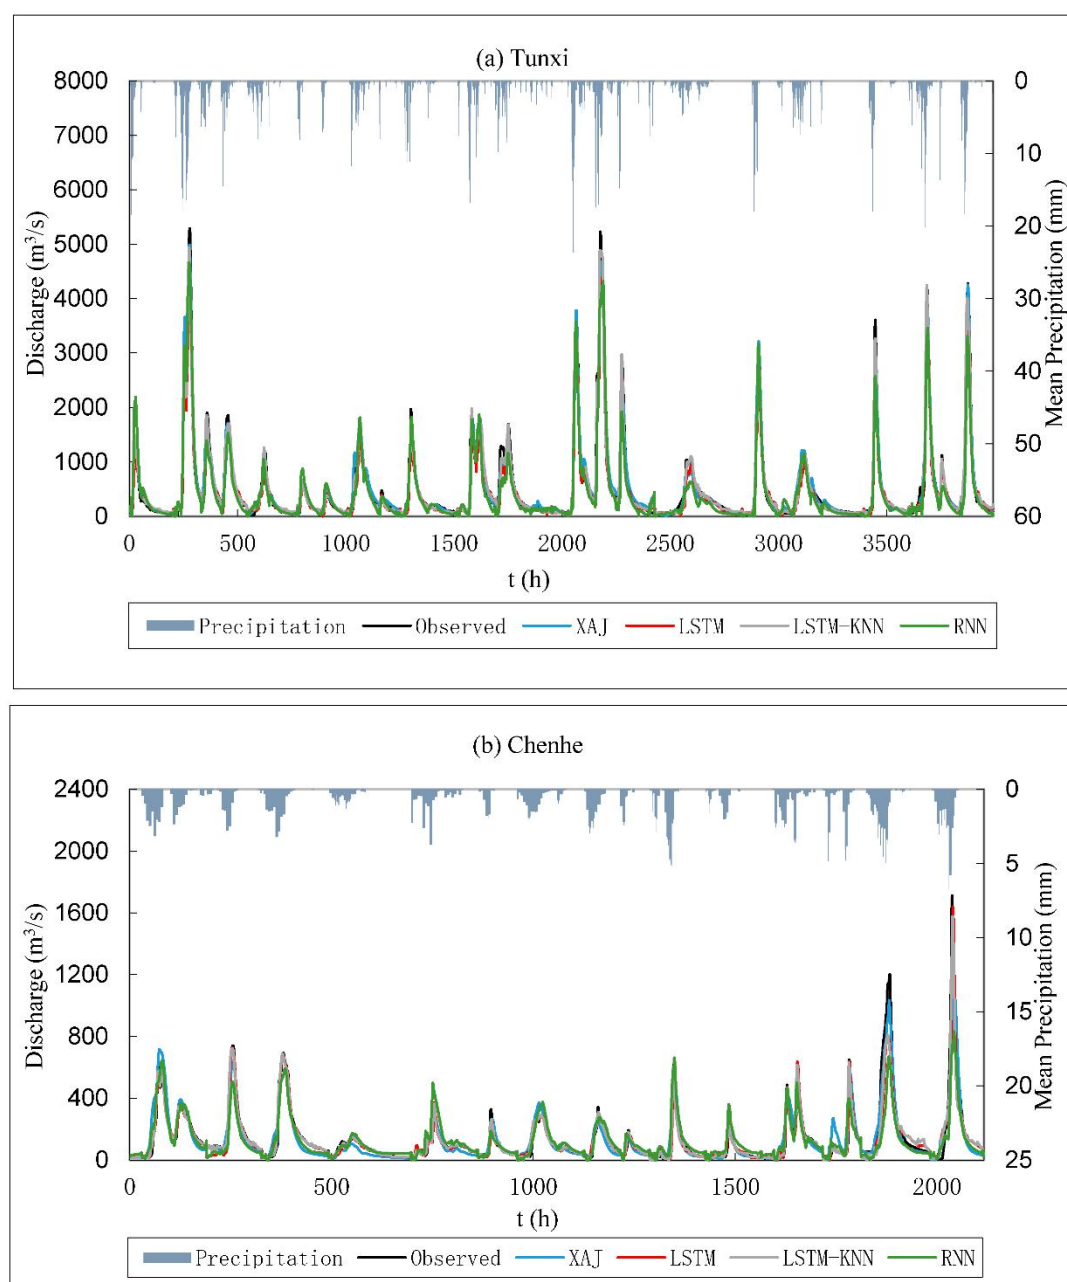 (a) Tunxi
8000
7000
6000
5000
4000
3000
2000
1000
0
Discharge (m³/s)
0
10
20
30
40
50
60
Mean Precipitation (mm)
0 500 1000 1500 2000 2500 3000 3500
t (h)
Precipitation Observed XAJ LSTM LSTM-KNN RNN
(b) Chenhe
2400
2000
1600
1200
800
400
0
Discharge (m³/s)
0
5
10
15
20
25
Mean Precipitation (mm)
0 500 1000 1500 2000
t (h)
Precipitation Observed XAJ LSTM LSTM-KNN RNN